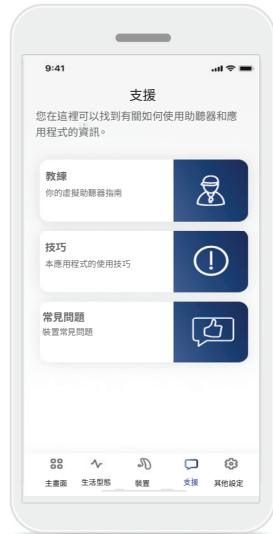 9:41
支援
您在這裡可以找到有關如何使用助聽器和應
用程式的資訊。
教練
你的虛擬助聽器指南
技巧
本應用程式的使用技巧
常見問題
裝置常見問題
主畫面 生活型態 裝置 支援 其他設定